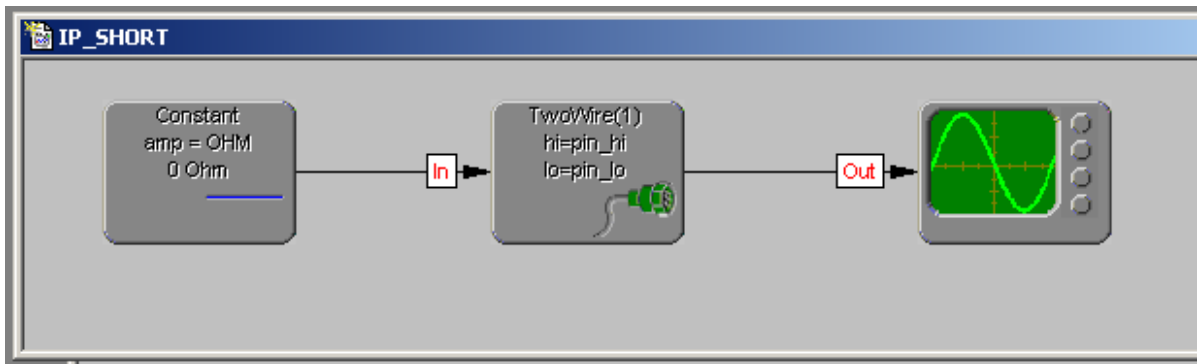 IP_SHORT
Constant
amp = OHM
0 Ohm
In
TwoWire(1)
hi=pin_hi
lo=pin_lo
Out